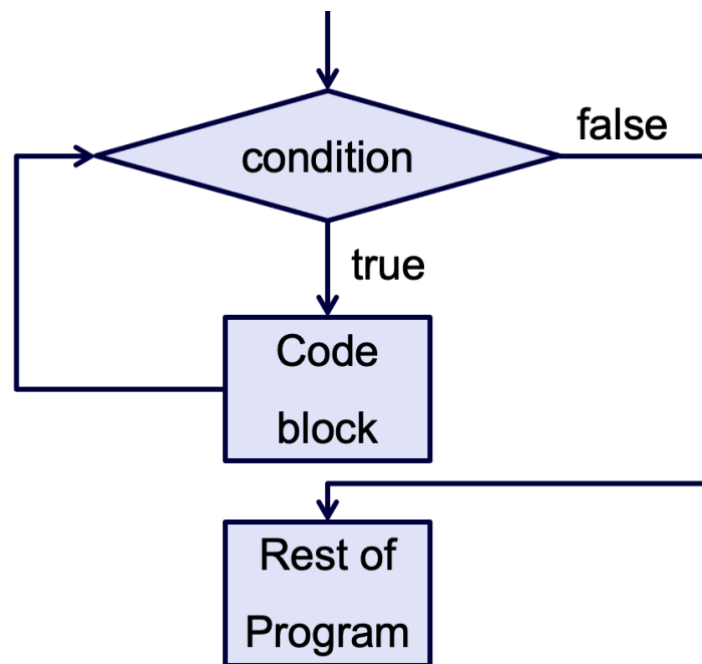 condition
false
true
Code
block
Rest of
Program